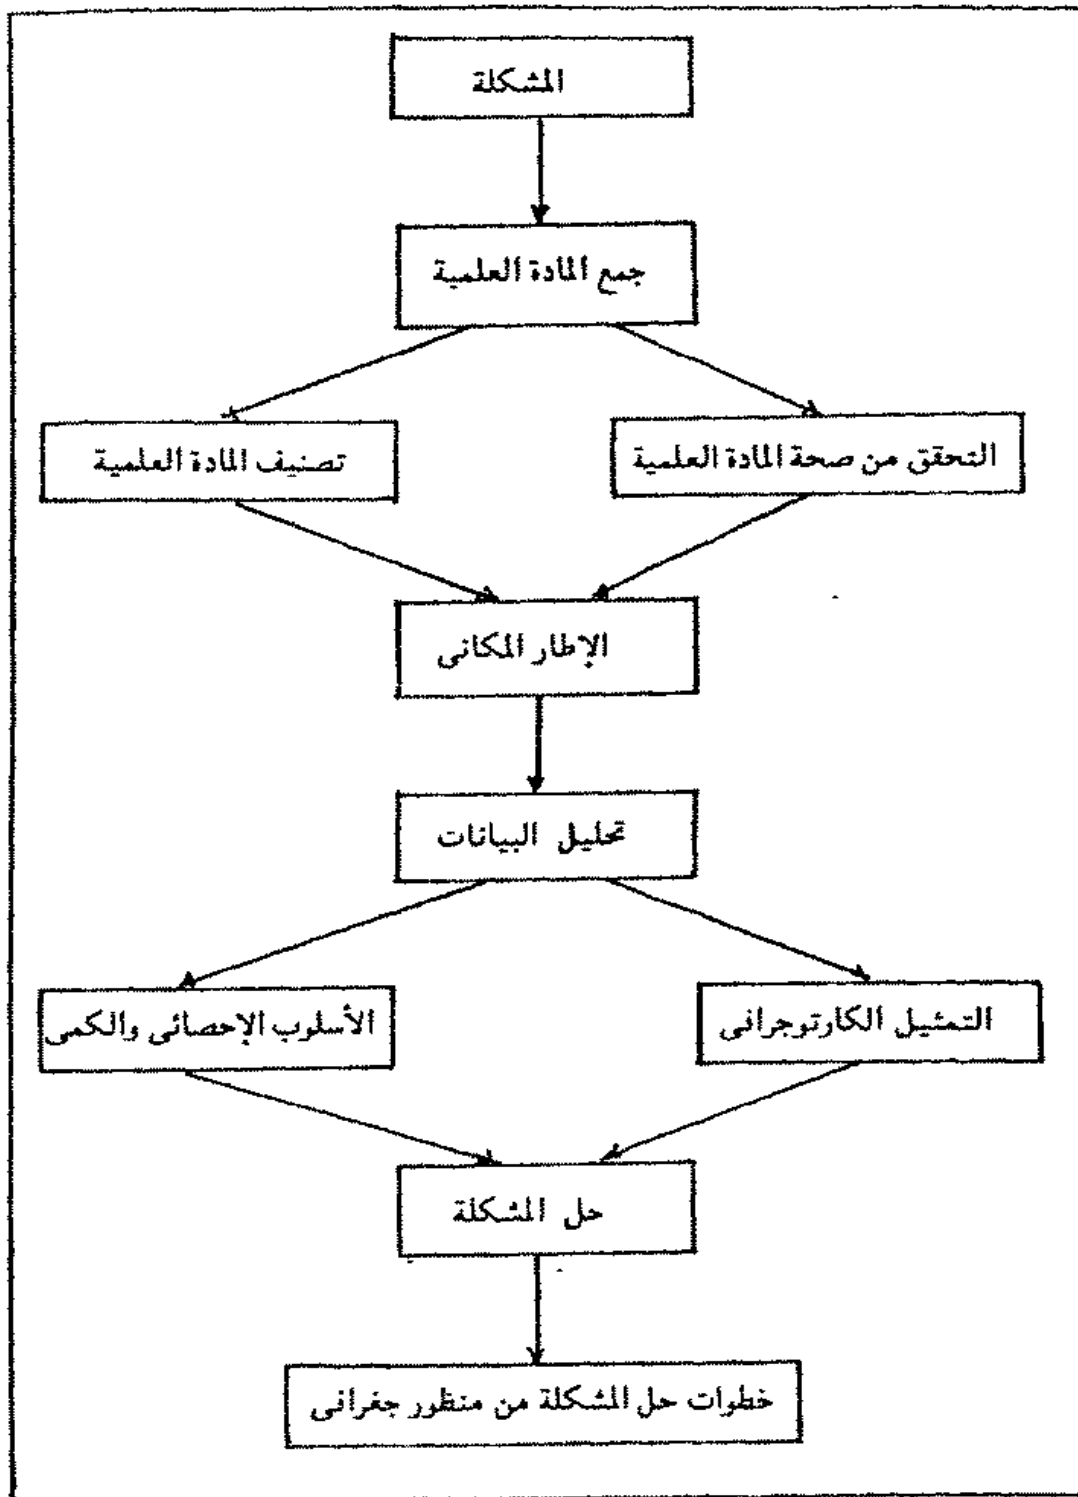 المشكلة
جمع المادة العلمية
التحقق من صحة المادة العلمية
تصنيف المادة العلمية
الإطار المكانى
تحليل البيانات
التمثيل الكارتوجرافى
الأسلوب الإحصائى والكمى
حل المشكلة
خطوات حل المشكلة من منظور جغرافى